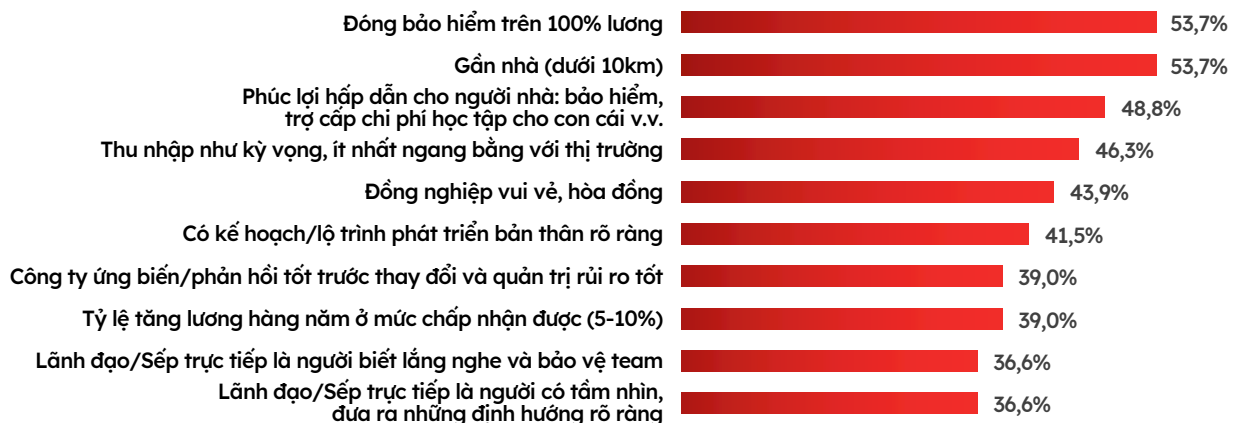 Đóng bảo hiểm trên 100% lương 53,7%
Gần nhà (dưới 10km) 53,7%
Phúc lợi hấp dẫn cho người nhà: bảo hiểm,
trợ cấp chi phí học tập cho con cái v.v. 48,8%
Thu nhập như kỳ vọng, ít nhất ngang bằng với thị trường 46,3%
Đồng nghiệp vui vẻ, hòa đồng 43,9%
Có kế hoạch/lộ trình phát triển bản thân rõ ràng 41,5%
Công ty ứng biến/phản hồi tốt trước thay đổi và quản trị rủi ro tốt 39,0%
Tỷ lệ tăng lương hàng năm ở mức chấp nhận được (5-10%) 39,0%
Lãnh đạo/Sếp trực tiếp là người biết lắng nghe và bảo vệ team 36,6%
Lãnh đạo/Sếp trực tiếp là người có tầm nhìn,
đưa ra những định hướng rõ ràng 36,6%